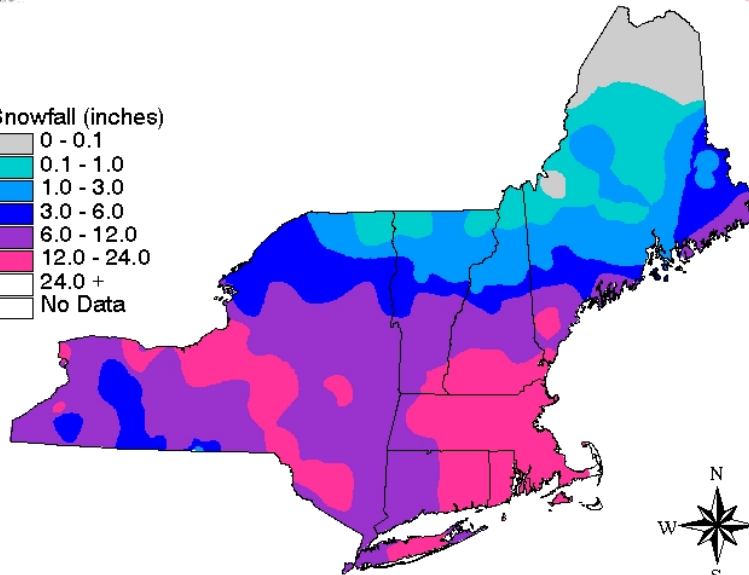 Snowfall (inches)
0 - 0.1
0.1 - 1.0
1.0 - 3.0
3.0 - 6.0
6.0 - 12.0
12.0 - 24.0
24.0 +
No Data
N
W
S